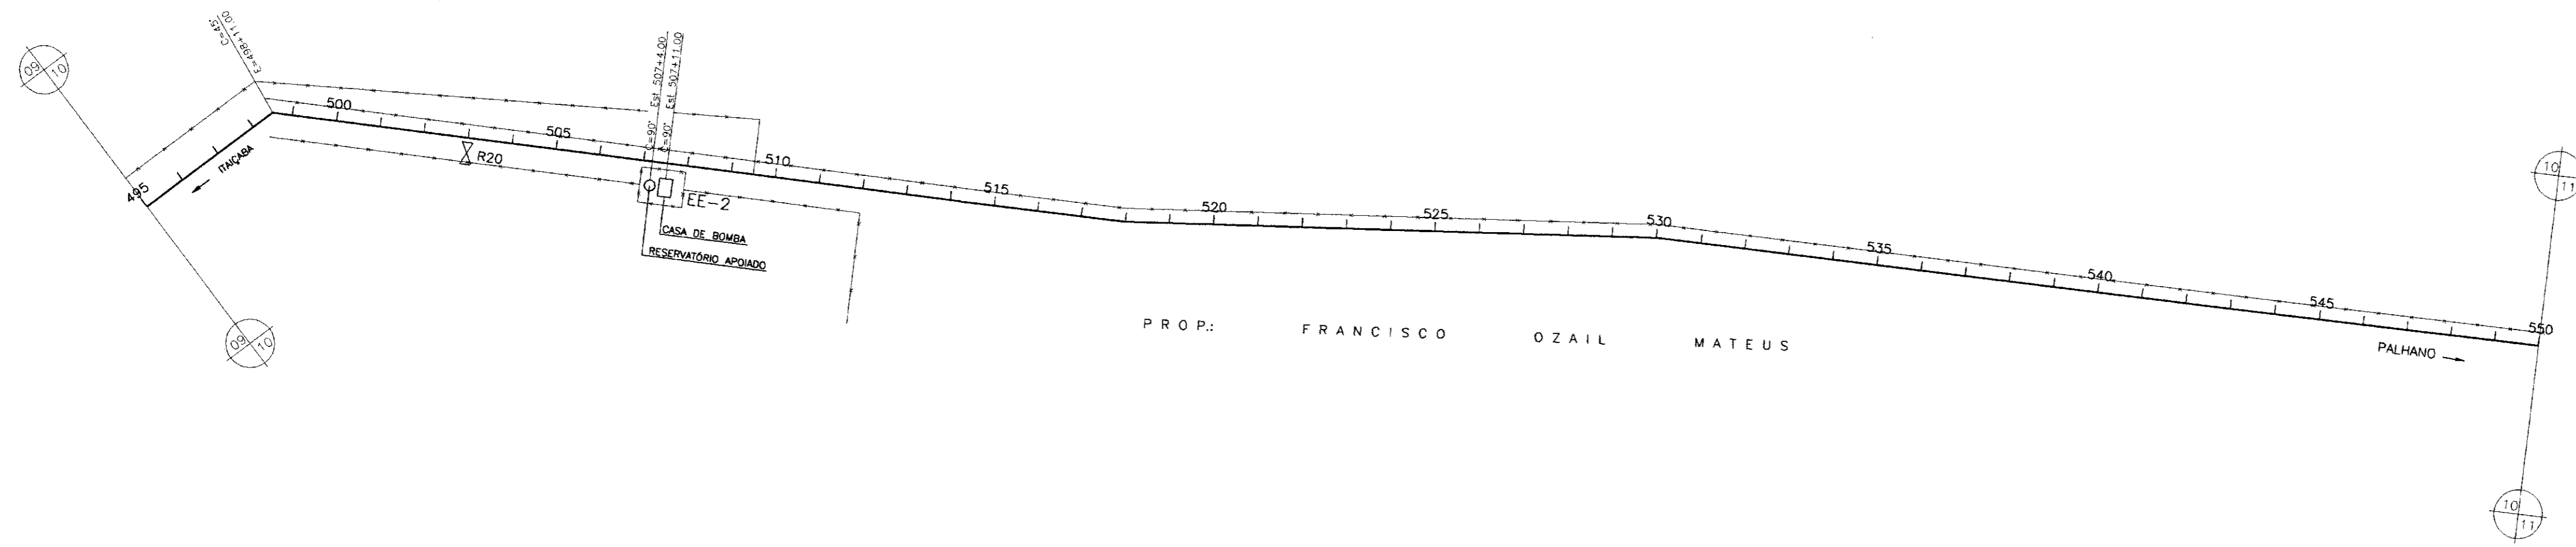 C=45°
E=498+11.00
09
10
495
ITAIÇABA
09
10
500
505
R20
C=90° Est 507+4.00
C=90° Est 507+11.00
EE-2
CASA DE BOMBA
RESERVATÓRIO APOIADO
510
515
520
525
530
535
540
545
550
PROP.: FRANCISCO OZAIL MATEUS
PALHANO
10
11
10
11